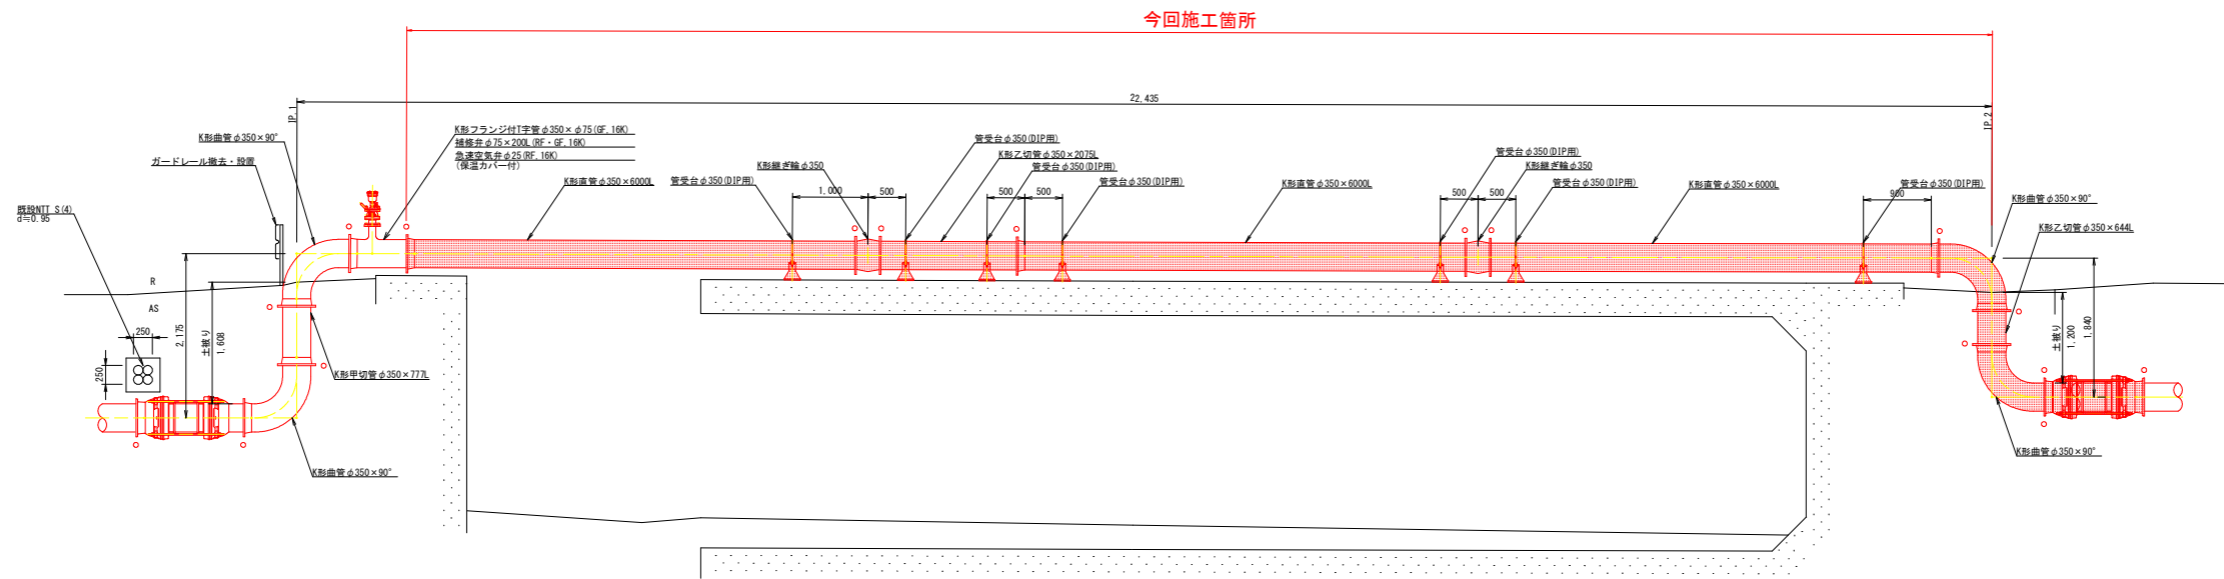 今回施工箇所
22,435
IP.1
IP.2
K形曲管φ350×90°
ガードレール撤去・設置
既設NTT S(4)
d≒0.95
K形フランジ付T字管φ350×φ75(GF,16K)
補修弁φ75×200L(RF・GF,16K)
急速空気弁φ25(RF,16K)
(保温カバー付)
K形直管φ350×6000L
管受台φ350(DIP用)
K形継ぎ輪φ350
1,000
500
管受台φ350(DIP用)
K形乙切管φ350×2075L
管受台φ350(DIP用)
500
500
管受台φ350(DIP用)
K形直管φ350×6000L
管受台φ350(DIP用)
K形継ぎ輪φ350
500
500
管受台φ350(DIP用)
K形直管φ350×6000L
管受台φ350(DIP用)
900
K形曲管φ350×90°
K形乙切管φ350×644L
R
AS
250
250
2,175
土被り
1,608
K形甲切管φ350×777L
K形曲管φ350×90°
土被り
1,200
1,840
K形曲管φ350×90°